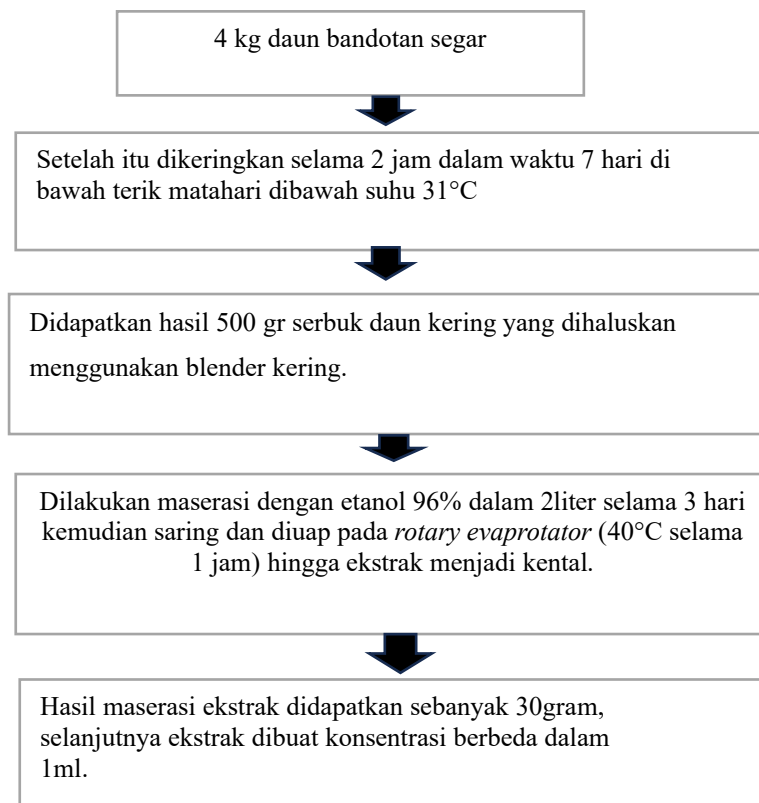 4 kg daun bandotan segar
Setelah itu dikeringkan selama 2 jam dalam waktu 7 hari di
bawah terik matahari dibawah suhu 31°C
Didapatkan hasil 500 gr serbuk daun kering yang dihaluskan
menggunakan blender kering.
Dilakukan maserasi dengan etanol 96% dalam 2liter selama 3 hari
kemudian saring dan diuap pada rotary evaprotator (40°C selama
1 jam) hingga ekstrak menjadi kental.
Hasil maserasi ekstrak didapatkan sebanyak 30gram,
selanjutnya ekstrak dibuat konsentrasi berbeda dalam
1ml.